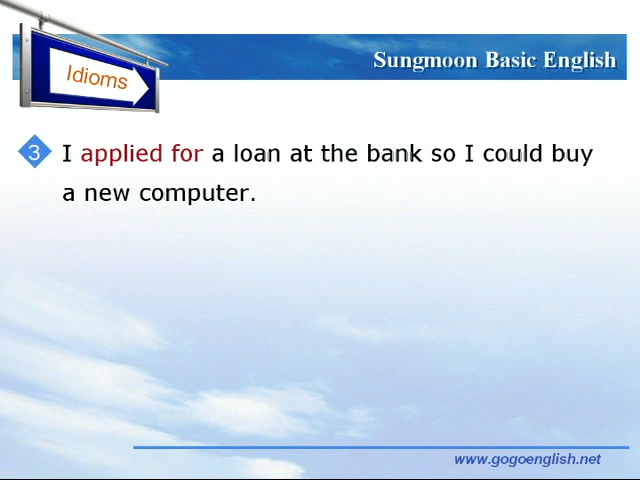 Idioms
Sungmoon Basic English
3 I applied for a loan at the bank so I could buy
a new computer.
www.gogoenglish.net